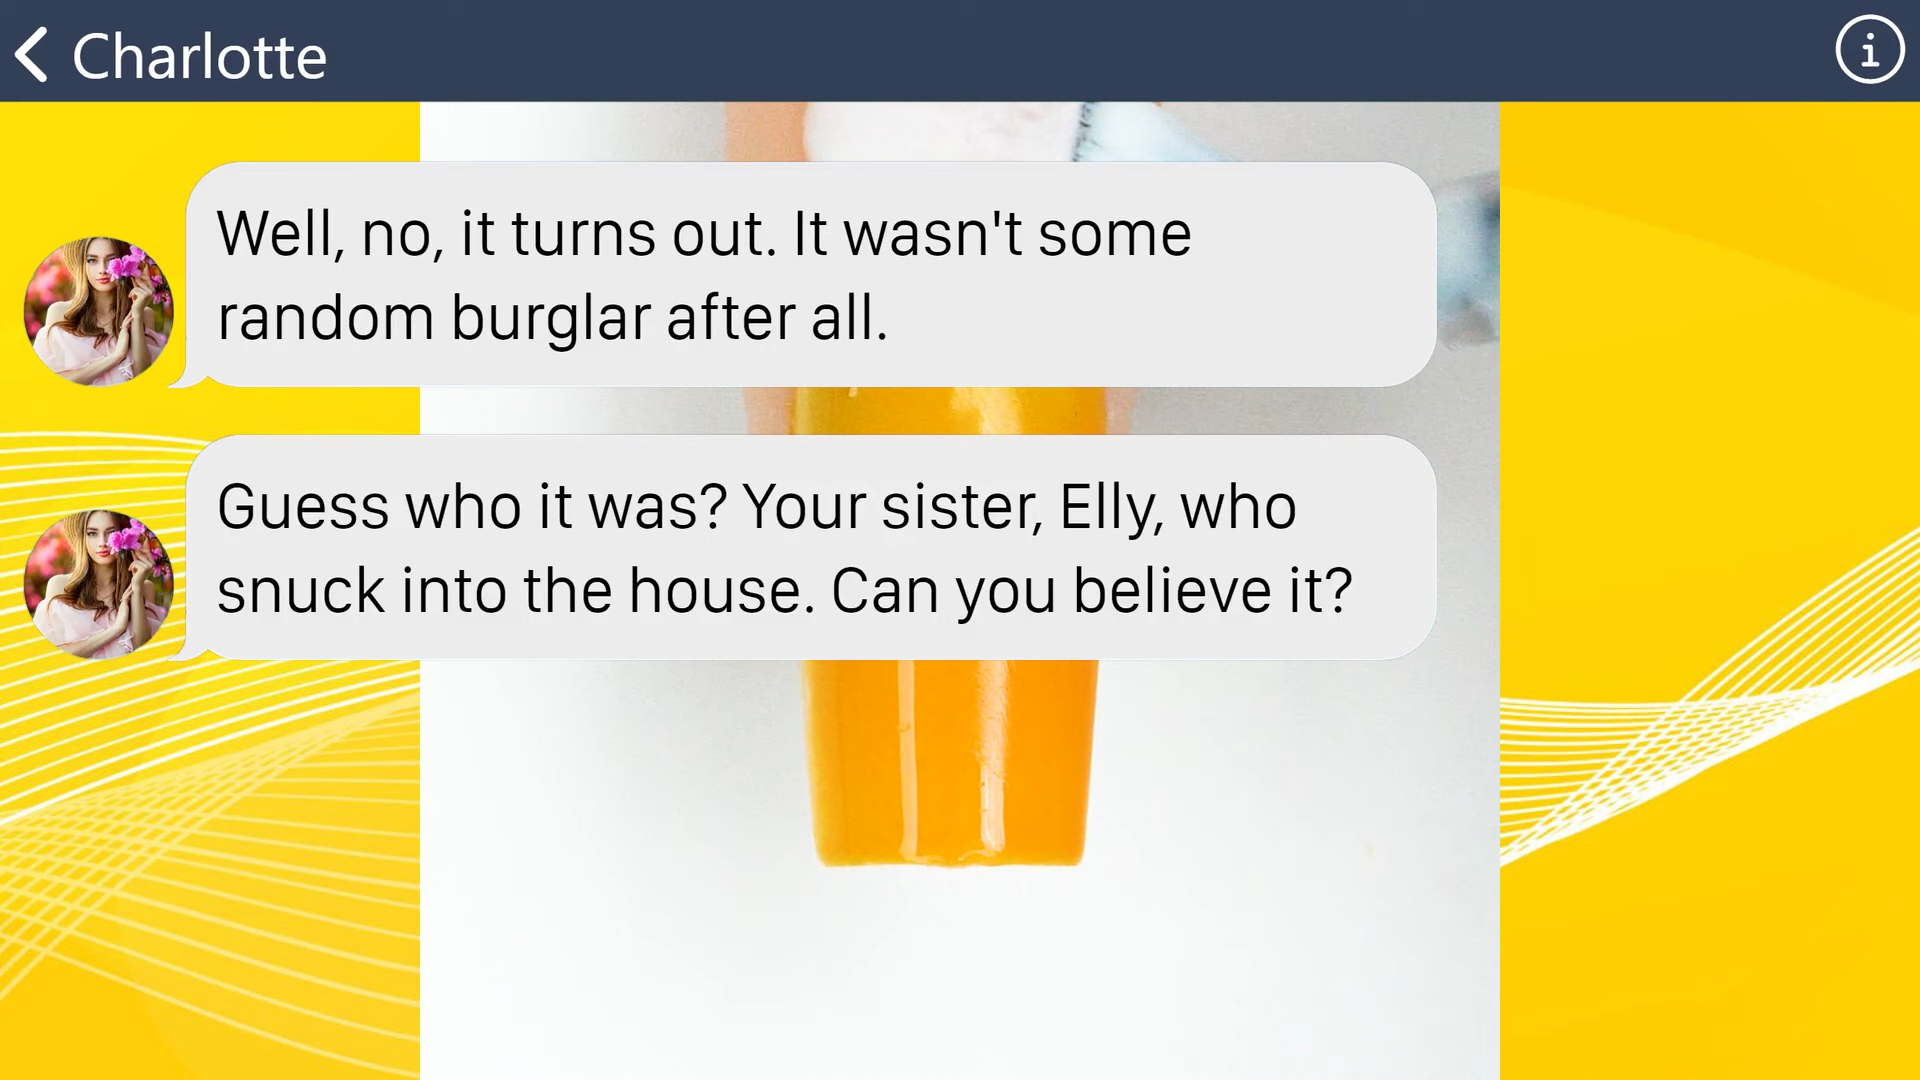 Charlotte
Well, no, it turns out. It wasn't some
random burglar after all.
Guess who it was? Your sister, Elly, who
snuck into the house. Can you believe it?